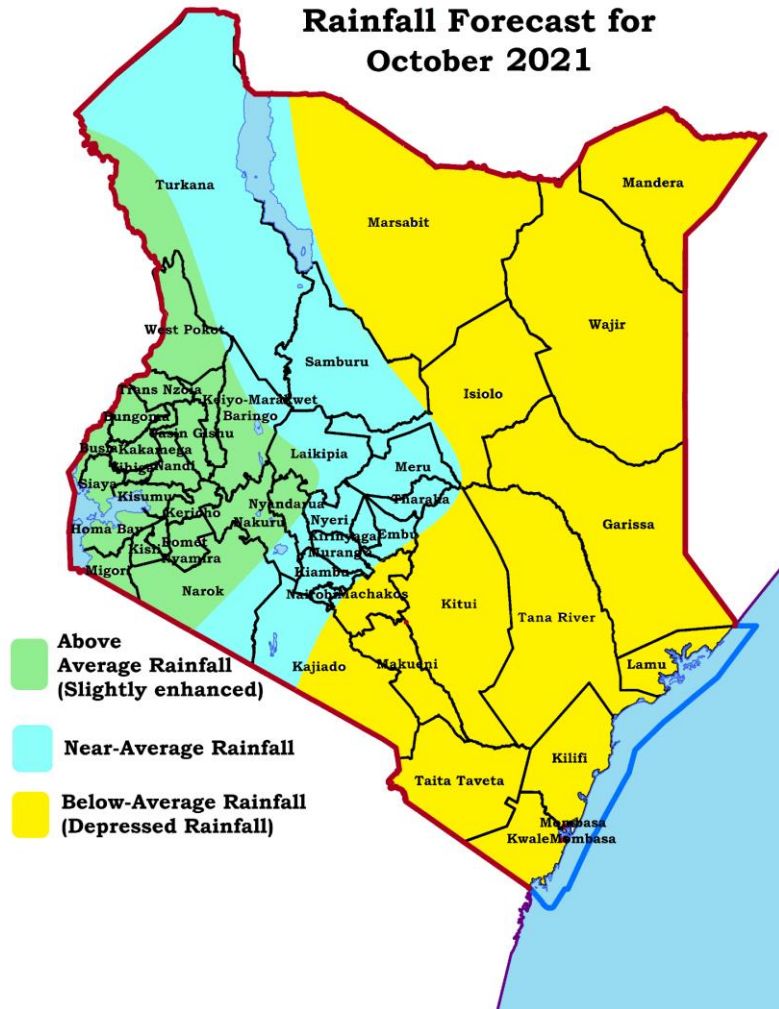 Rainfall Forecast for
October 2021
Mandera
Turkana
Marsabit
Wajir
West Pokot
Samburu
Isiolo
Trans Nzoia
Keiyo-Marakwet
Baringo
Bungoma
Uasin Gishu
Busia
Kakamega
Laikipia
Meru
Vihiga
Nandi
Siaya
Kisumu
Tharaka
Nyandarua
Kericho
Nakuru
Nyeri
Garissa
Homa Bay
Kirinyaga
Embu
Bomet
Kisii
Nyamira
Muranga
Migori
Kiambu
Narok
Nairobi
Machakos
Kitui
Tana River
Kajiado
Makueni
Lamu
Taita Taveta
Kilifi
Mombasa
Kwale
Mombasa
Above
Average Rainfall
(Slightly enhanced)
Near-Average Rainfall
Below-Average Rainfall
(Depressed Rainfall)